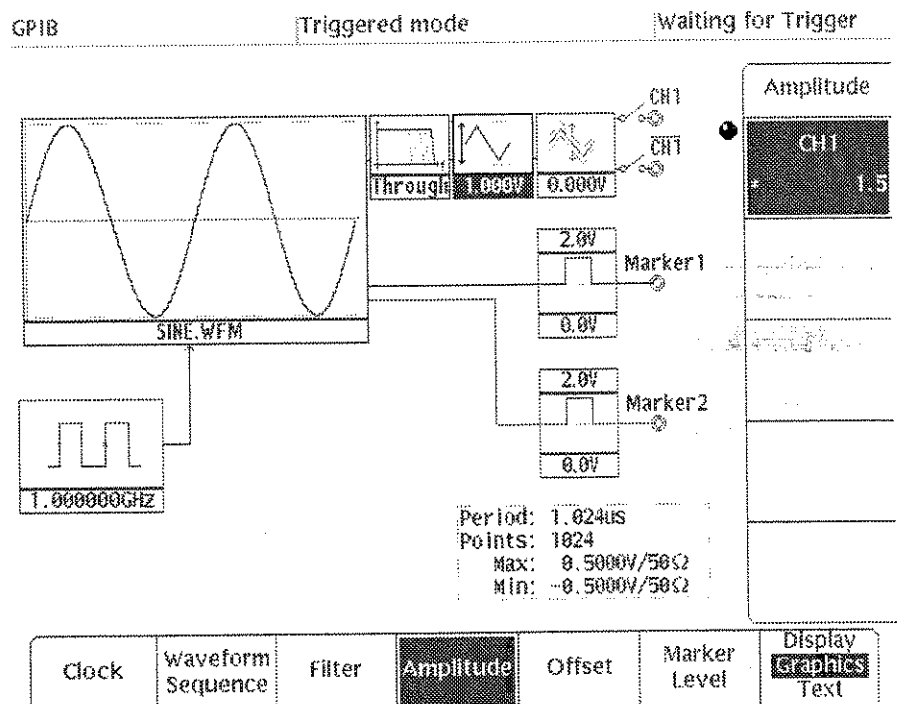 GPIB
Triggered mode
Waiting for Trigger
Amplitude
CH1
1.5
CH1
C̅H̅1̅
Through
1.000V
0.000V
SINE.WFM
2.0V
Marker1
0.0V
2.0V
Marker2
0.0V
1.000000GHz
Period: 1.024us
Points: 1024
Max: 0.5000V/50Ω
Min: -0.5000V/50Ω
Clock
Waveform
Sequence
Filter
Amplitude
Offset
Marker
Level
Display
Graphics
Text